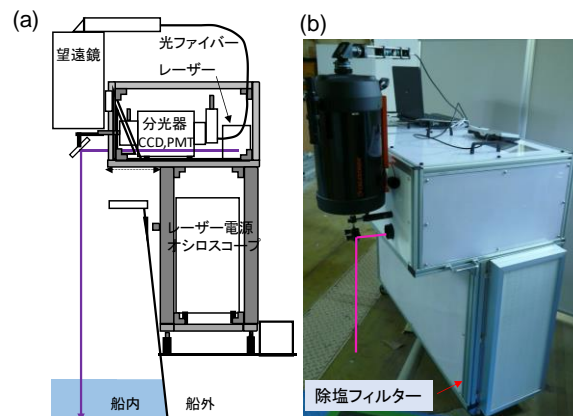 (a)
望遠鏡
光ファイバー
レーザー
分光器
CCD,PMT
レーザー電源
オシロスコープ
船内
船外
(b)
除塩フィルター